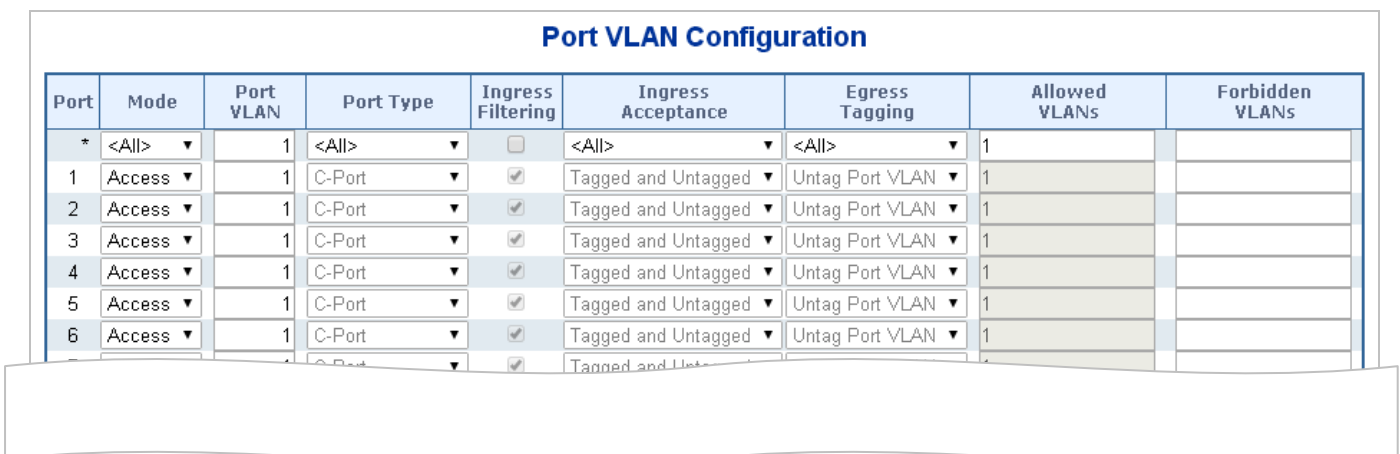 Port VLAN Configuration
Port Mode Port VLAN Port Type Ingress Filtering Ingress Acceptance Egress Tagging Allowed VLANs Forbidden VLANs
* <All> 1 <All> <All> <All> 1
1 Access 1 C-Port Tagged and Untagged Untag Port VLAN 1
2 Access 1 C-Port Tagged and Untagged Untag Port VLAN 1
3 Access 1 C-Port Tagged and Untagged Untag Port VLAN 1
4 Access 1 C-Port Tagged and Untagged Untag Port VLAN 1
5 Access 1 C-Port Tagged and Untagged Untag Port VLAN 1
6 Access 1 C-Port Tagged and Untagged Untag Port VLAN 1
C-Port Tagged and